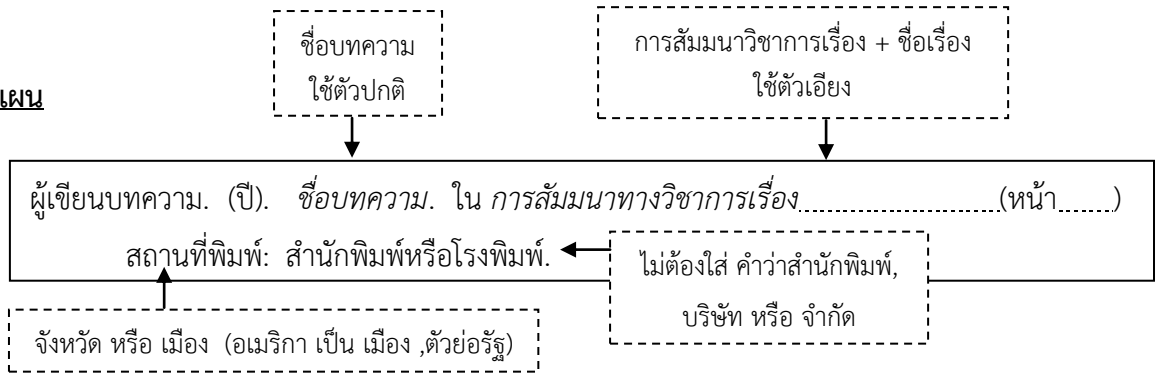 ชื่อบทความ
ใช้ตัวปกติ
การสัมมนาวิชาการเรื่อง + ชื่อเรื่อง
ใช้ตัวเอียง
แผน
ผู้เขียนบทความ. (ปี). ชื่อบทความ. ใน การสัมมนาทางวิชาการเรื่อง.........................(หน้า.......)
สถานที่พิมพ์: สำนักพิมพ์หรือโรงพิมพ์.
ไม่ต้องใส่ คำว่าสำนักพิมพ์,
บริษัท หรือ จำกัด
จังหวัด หรือ เมือง (อเมริกา เป็น เมือง ,ตัวย่อรัฐ)